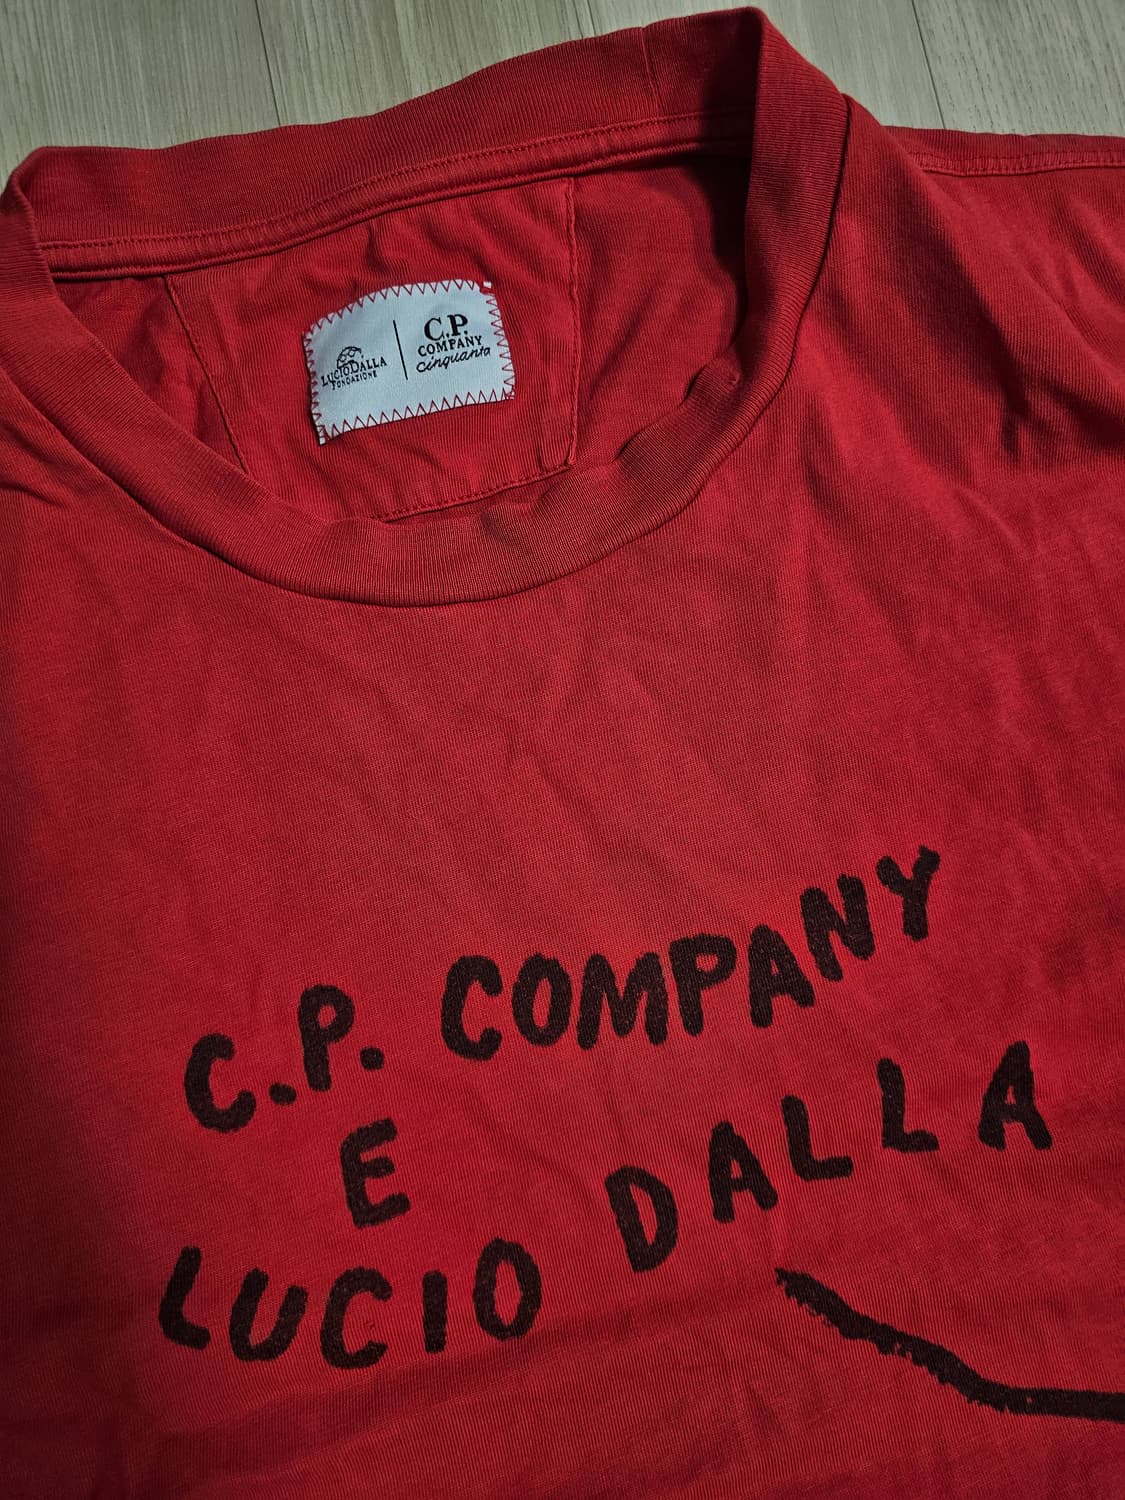 LUCIO DALLA
FONDAZIONE
C.P.
COMPANY
cinquanta
C.P. COMPANY
E
LUCIO DALLA